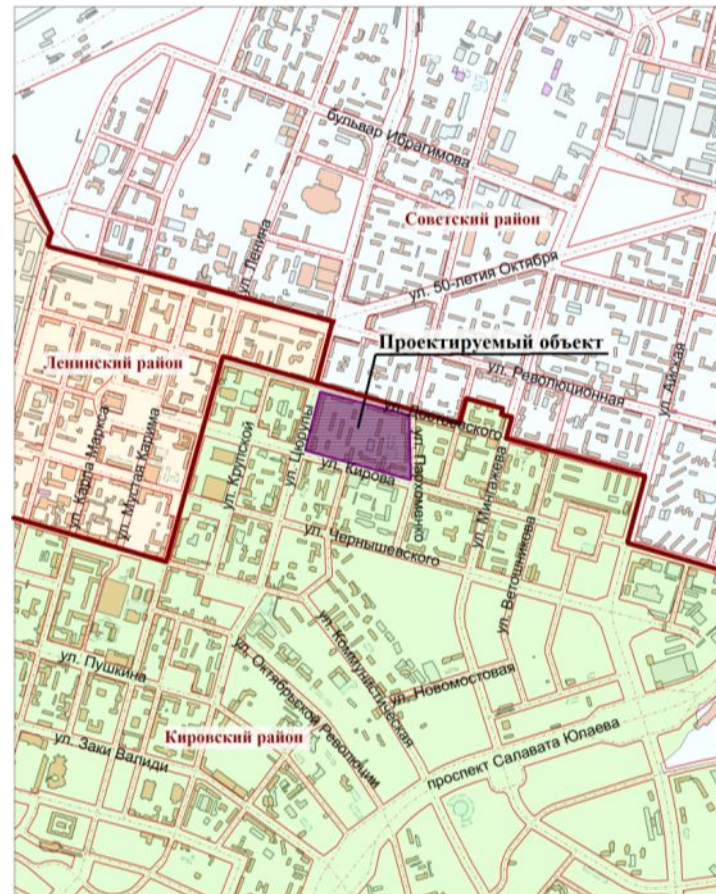 бульвар Ибрагимова
Советский район
ул. Ленина
ул. 50-летия Октября
Проектируемый объект
Ленинский район
ул. Революционная
ул. Айская
ул. Достоевского
ул. Карла Маркса
ул. Мустая Карима
ул. Крупской
ул. Цюрупы
ул. Кирова
ул. Пархоменко
ул. Мингажева
ул. Чернышевского
ул. Ветошникова
ул. Пушкина
ул. Октябрьской Революции
ул. Коммунистическая
ул. Новомостовая
Кировский район
ул. Заки Валиди
проспект Салавата Юлаева